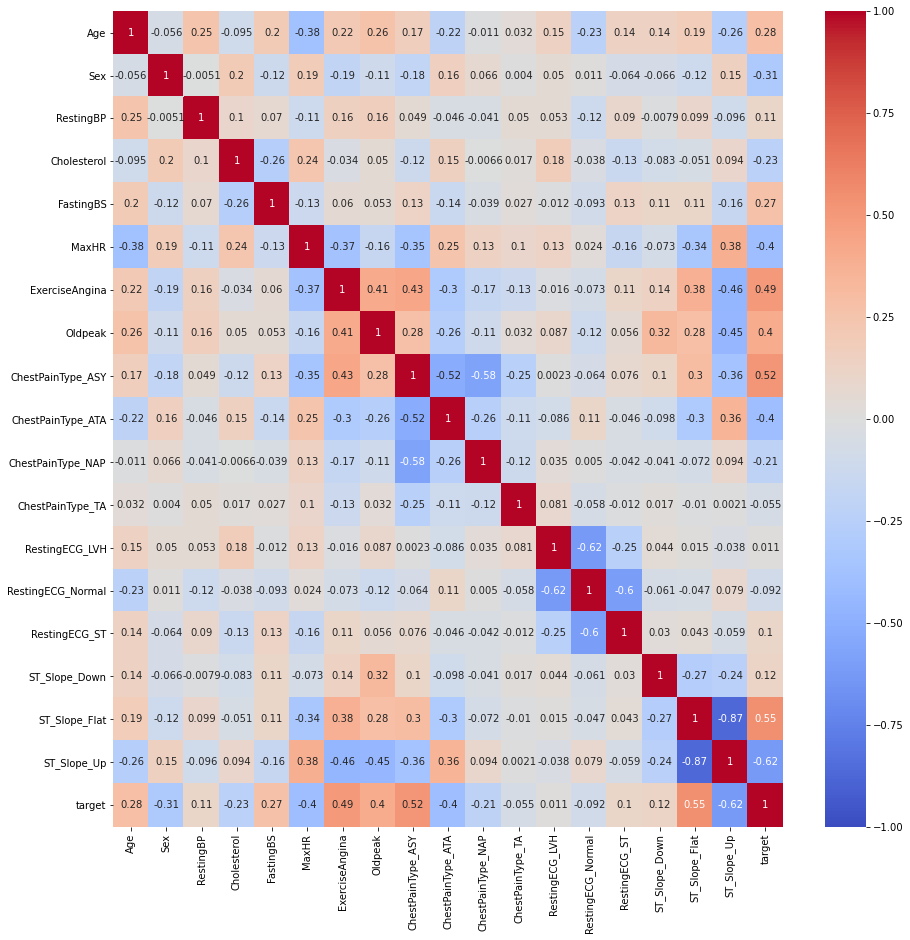 Age 1 -0.056 0.25 -0.095 0.2 -0.38 0.22 0.26 0.17 -0.22 -0.011 0.032 0.15 -0.23 0.14 0.14 0.19 -0.26 0.28
Sex -0.056 1 -0.0051 0.2 -0.12 0.19 -0.19 -0.11 -0.18 0.16 0.066 0.004 0.05 0.011 -0.064 -0.066 -0.12 0.15 -0.31
RestingBP 0.25 -0.0051 1 0.1 0.07 -0.11 0.16 0.16 0.049 -0.046 -0.041 0.05 0.053 -0.12 0.09 -0.0079 0.099 -0.096 0.11
Cholesterol -0.095 0.2 0.1 1 -0.26 0.24 -0.034 0.05 -0.12 0.15 -0.0066 0.017 0.18 -0.038 -0.13 -0.083 -0.051 0.094 -0.23
FastingBS 0.2 -0.12 0.07 -0.26 1 -0.13 0.06 0.053 0.13 -0.14 -0.039 0.027 -0.012 -0.093 0.13 0.11 0.11 -0.16 0.27
MaxHR -0.38 0.19 -0.11 0.24 -0.13 1 -0.37 -0.16 -0.35 0.25 0.13 0.1 0.13 0.024 -0.16 -0.073 -0.34 0.38 -0.4
ExerciseAngina 0.22 -0.19 0.16 -0.034 0.06 -0.37 1 0.41 0.43 -0.3 -0.17 -0.13 -0.016 -0.073 0.11 0.14 0.38 -0.46 0.49
Oldpeak 0.26 -0.11 0.16 0.05 0.053 -0.16 0.41 1 0.28 -0.26 -0.11 0.032 0.087 -0.12 0.056 0.32 0.28 -0.45 0.4
ChestPainType_ASY 0.17 -0.18 0.049 -0.12 0.13 -0.35 0.43 0.28 1 -0.52 -0.58 -0.25 0.0023 -0.064 0.076 0.1 0.3 -0.36 0.52
ChestPainType_ATA -0.22 0.16 -0.046 0.15 -0.14 0.25 -0.3 -0.26 -0.52 1 -0.26 -0.11 -0.086 0.11 -0.046 -0.098 -0.3 0.36 -0.4
ChestPainType_NAP -0.011 0.066 -0.041 -0.0066 -0.039 0.13 -0.17 -0.11 -0.58 -0.26 1 -0.12 0.035 0.005 -0.042 -0.041 -0.072 0.094 -0.21
ChestPainType_TA 0.032 0.004 0.05 0.017 0.027 0.1 -0.13 0.032 -0.25 -0.11 -0.12 1 0.081 -0.058 -0.012 0.017 -0.01 0.0021 -0.055
RestingECG_LVH 0.15 0.05 0.053 0.18 -0.012 0.13 -0.016 0.087 0.0023 -0.086 0.035 0.081 1 -0.62 -0.25 0.044 0.015 -0.038 0.011
RestingECG_Normal -0.23 0.011 -0.12 -0.038 -0.093 0.024 -0.073 -0.12 -0.064 0.11 0.005 -0.058 -0.62 1 -0.6 -0.061 -0.047 0.079 -0.092
RestingECG_ST 0.14 -0.064 0.09 -0.13 0.13 -0.16 0.11 0.056 0.076 -0.046 -0.042 -0.012 -0.25 -0.6 1 0.03 0.043 -0.059 0.1
ST_Slope_Down 0.14 -0.066 -0.0079 -0.083 0.11 -0.073 0.14 0.32 0.1 -0.098 -0.041 0.017 0.044 -0.061 0.03 1 -0.27 -0.24 0.12
ST_Slope_Flat 0.19 -0.12 0.099 -0.051 0.11 -0.34 0.38 0.28 0.3 -0.3 -0.072 -0.01 0.015 -0.047 0.043 -0.27 1 -0.87 0.55
ST_Slope_Up -0.26 0.15 -0.096 0.094 -0.16 0.38 -0.46 -0.45 -0.36 0.36 0.094 0.0021 -0.038 0.079 -0.059 -0.24 -0.87 1 -0.62
target 0.28 -0.31 0.11 -0.23 0.27 -0.4 0.49 0.4 0.52 -0.4 -0.21 -0.055 0.011 -0.092 0.1 0.12 0.55 -0.62 1
Age
Sex
RestingBP
Cholesterol
FastingBS
MaxHR
ExerciseAngina
Oldpeak
ChestPainType_ASY
ChestPainType_ATA
ChestPainType_NAP
ChestPainType_TA
RestingECG_LVH
RestingECG_Normal
RestingECG_ST
ST_Slope_Down
ST_Slope_Flat
ST_Slope_Up
target
1.00
0.75
0.50
0.25
0.00
−0.25
−0.50
−0.75
−1.00